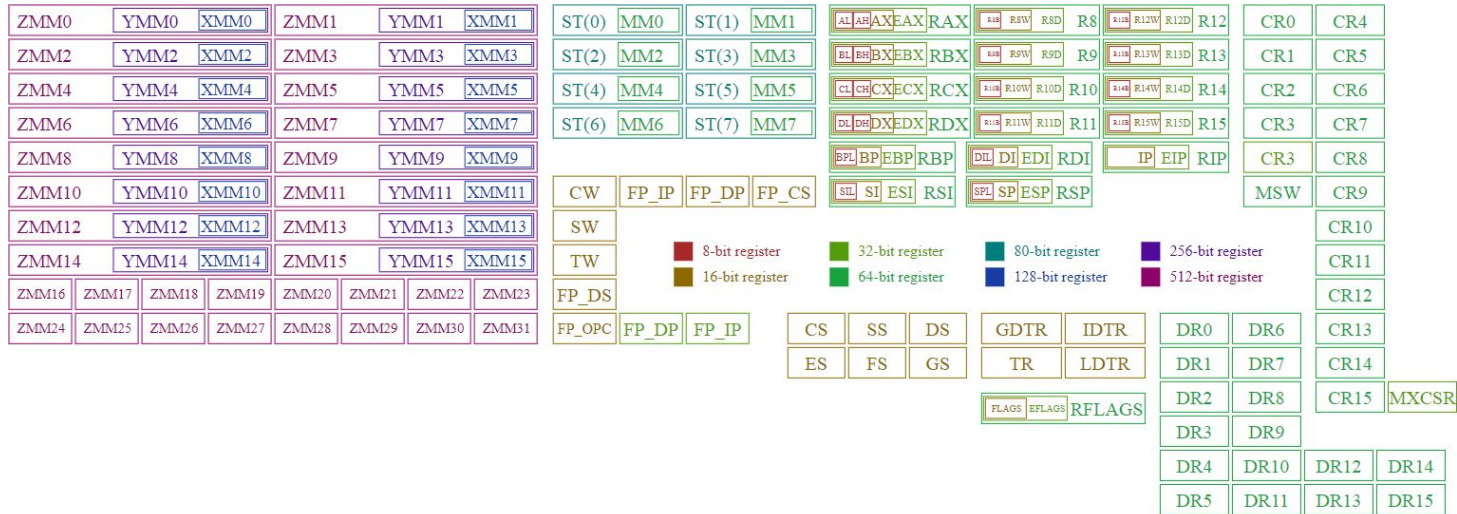 ZMM0 YMM0 XMM0 ZMM1 YMM1 XMM1 ST(0) MM0 ST(1) MM1 AL AH AX EAX RAX R8B R8W R8D R8 R12B R12W R12D R12 CR0 CR4
ZMM2 YMM2 XMM2 ZMM3 YMM3 XMM3 ST(2) MM2 ST(3) MM3 BL BH BX EBX RBX R9B R9W R9D R9 R13B R13W R13D R13 CR1 CR5
ZMM4 YMM4 XMM4 ZMM5 YMM5 XMM5 ST(4) MM4 ST(5) MM5 CL CH CX ECX RCX R10B R10W R10D R10 R14B R14W R14D R14 CR2 CR6
ZMM6 YMM6 XMM6 ZMM7 YMM7 XMM7 ST(6) MM6 ST(7) MM7 DL DH DX EDX RDX R11B R11W R11D R11 R15B R15W R15D R15 CR3 CR7
ZMM8 YMM8 XMM8 ZMM9 YMM9 XMM9 BPL BP EBP RBP DIL DI EDI RDI IP EIP RIP CR3 CR8
ZMM10 YMM10 XMM10 ZMM11 YMM11 XMM11 CW FP_IP FP_DP FP_CS SIL SI ESI RSI SPL SP ESP RSP MSW CR9
ZMM12 YMM12 XMM12 ZMM13 YMM13 XMM13 SW CR10
8-bit register 32-bit register 80-bit register 256-bit register
ZMM14 YMM14 XMM14 ZMM15 YMM15 XMM15 TW CR11
16-bit register 64-bit register 128-bit register 512-bit register
ZMM16 ZMM17 ZMM18 ZMM19 ZMM20 ZMM21 ZMM22 ZMM23 FP_DS CR12
ZMM24 ZMM25 ZMM26 ZMM27 ZMM28 ZMM29 ZMM30 ZMM31 FP_OPC FP_DP FP_IP CS SS DS GDTR IDTR DR0 DR6 CR13
ES FS GS TR LDTR DR1 DR7 CR14
FLAGS EFLAGS RFLAGS DR2 DR8 CR15 MXCSR
DR3 DR9
DR4 DR10 DR12 DR14
DR5 DR11 DR13 DR15